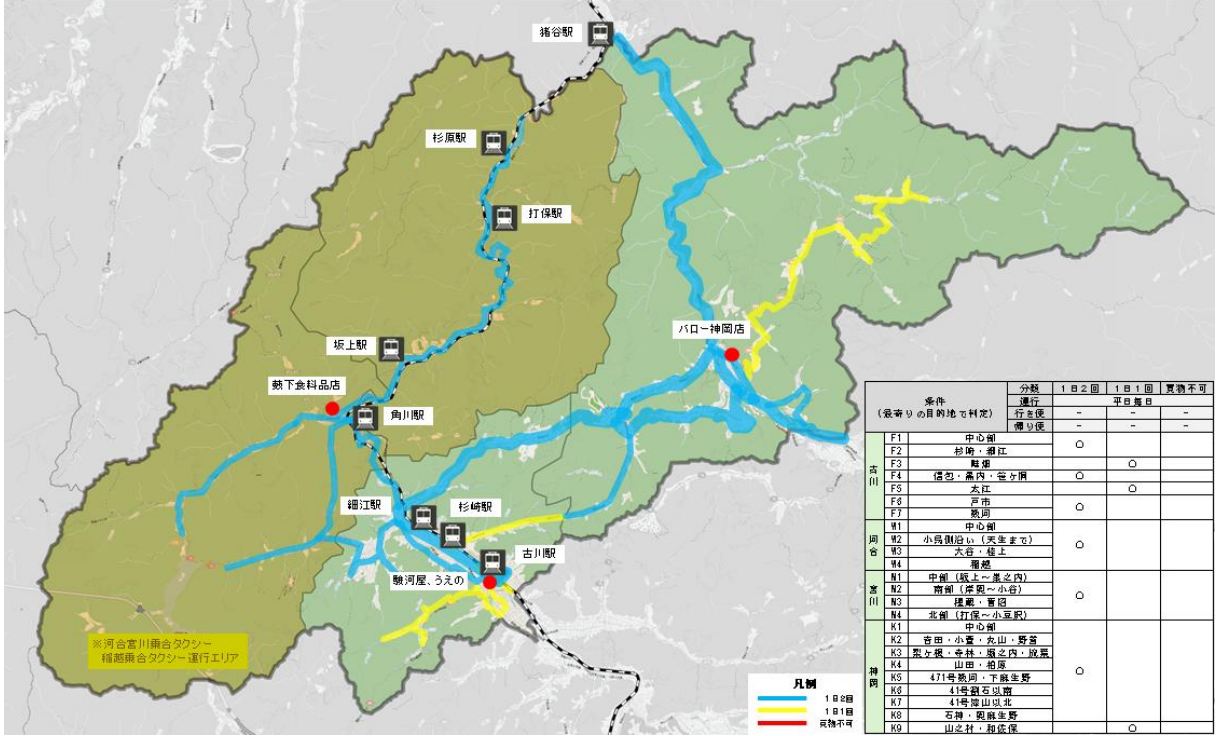 猪谷駅
杉原駅
打保駅
坂上駅
角川駅
薮下食料品店
バロー神岡店
細江駅
杉崎駅
古川駅
駿河屋、うえの
※河合宮川乗合タクシー
稲越乗合タクシー運行エリア
凡例
1日2回
1日1回
買物不可
条件
(最寄りの目的地で判定)
分類 1日2回 1日1回 買物不可
運行 平日毎日
行き便 - - -
帰り便 - - -
古川
F1 中心部 ○
F2 杉崎・細江
F3 畦畑 ○
F4 信包・黒内・笹ヶ洞 ○
F5 太江 ○
F6 戸市 ○
F7 数河
河合
W1 中心部 ○
W2 小鳥側沿い (天生まで)
W3 大谷・桂上
W4 稲越
宮川
M1 中部 (坂上～巣之内) ○
M2 南部 (岸奥～小谷)
M3 種蔵・菅沼
M4 北部 (打保～小豆沢)
神岡
K1 中心部 ○
K2 吉田・小萱・丸山・野首
K3 梨ヶ根・寺林・堀之内・流葉
K4 山田・柏原
K5 471号数河・下麻生野
K6 41号割石以南
K7 41号漆山以北
K8 石神・奥麻生野
K9 山之村・和佐保 ○